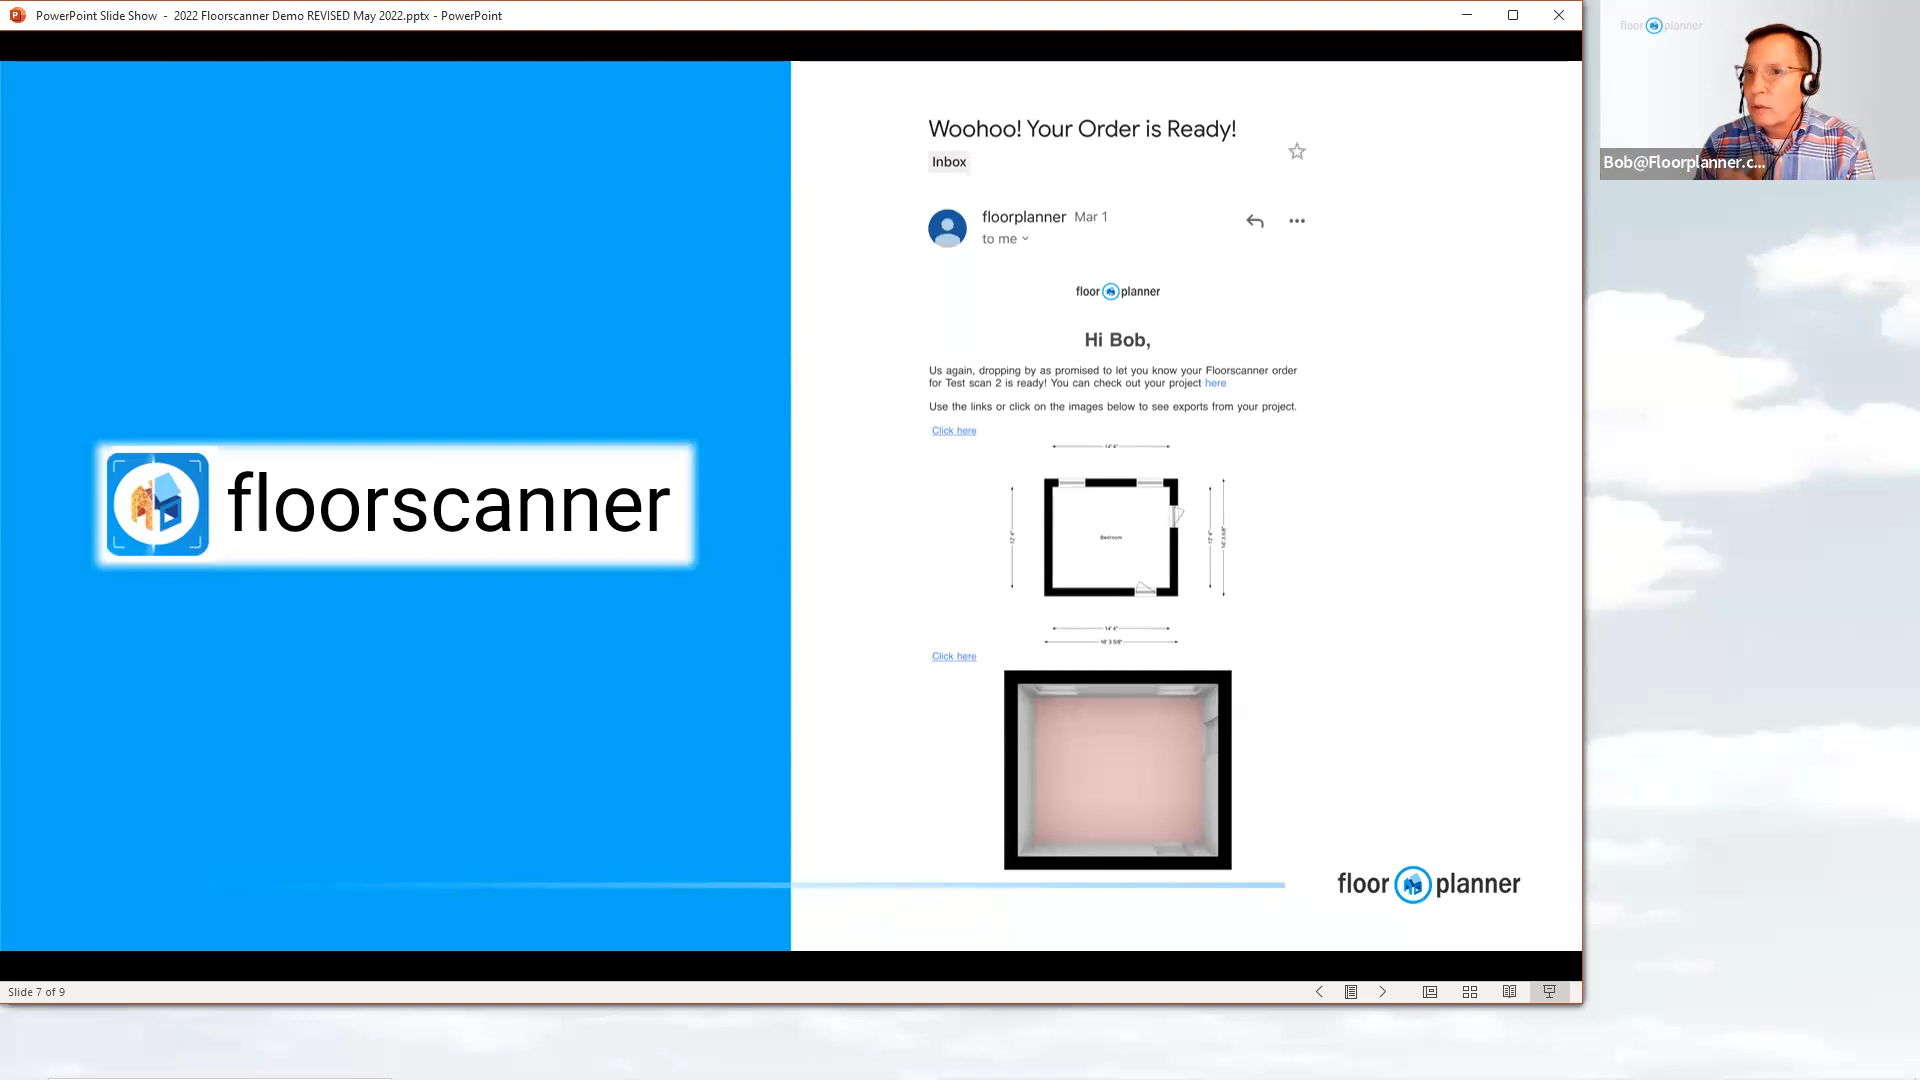 PowerPoint Slide Show - 2022 Floorscanner Demo REVISED May 2022.pptx - PowerPoint
floor planner
Bob@Floorplanner.c...
floorscanner
Woohoo! Your Order is Ready!
Inbox
floorplanner Mar 1
to me
floor planner
Hi Bob,
Us again, dropping by as promised to let you know your Floorscanner order
for Test scan 2 is ready! You can check out your project here
Use the links or click on the images below to see exports from your project.
Click here
Bedroom
14' 4"
Click here
floor planner
Slide 7 of 9